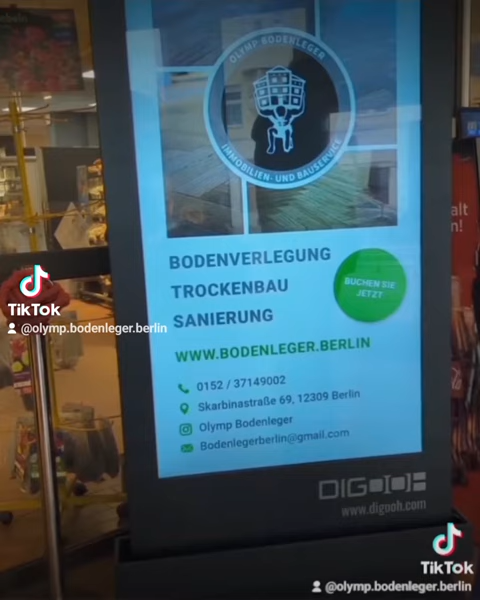 OLYMP BODENLEGER
IMMOBILIEN- UND BAUSERVICE
BODENVERLEGUNG
TROCKENBAU
SANIERUNG
BUCHEN SIE
JETZT
WWW.BODENLEGER.BERLIN
0152 / 37149002
Skarbinastraße 69, 12309 Berlin
Olymp Bodenleger
Bodenlegerberlin@gmail.com
DIGOOH
www.digooh.com
alt
n!
TikTok
@olymp.bodenleger.berlin
TikTok
@olymp.bodenleger.berlin